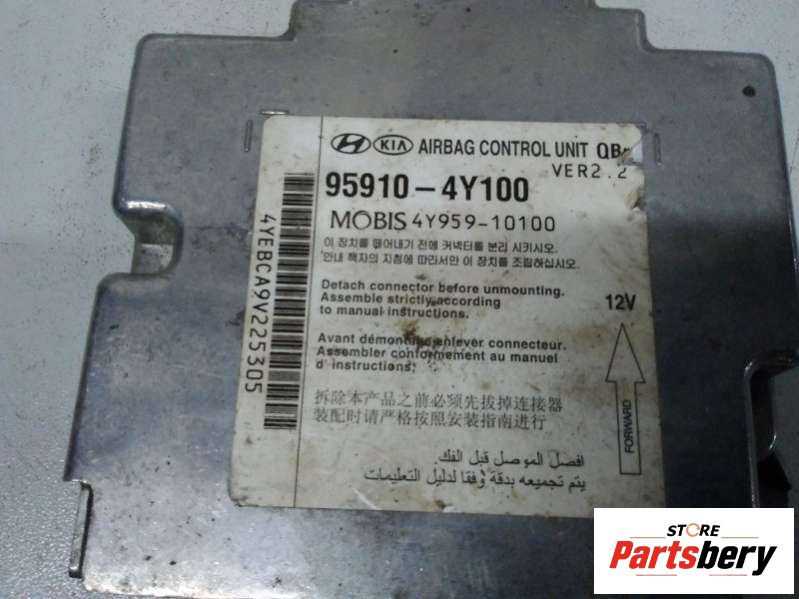 KIA AIRBAG CONTROL UNIT QB
VER2.2
95910-4Y100
MOBIS 4Y959-10100
이 장치를 떼어내기 전에 커넥터를 분리 시키시오.
안내 책자의 지침에 따라서만 이 장치를 조립하십시오.
Detach connector before unmounting.
Assemble strictly according
to manual instructions.
12V
Avant démontage enlever connecteur.
Assembler conformement au manuel
d'instructions.
拆除本产品之前必须先拔掉连接器
装配时请严格按照安装指南进行
افصل الموصل قبل الفك
يتم تجميعه بدقة وفقا لدليل التعليمات
FORWARD
4YEBCA9V225305
STORE
Partsbery